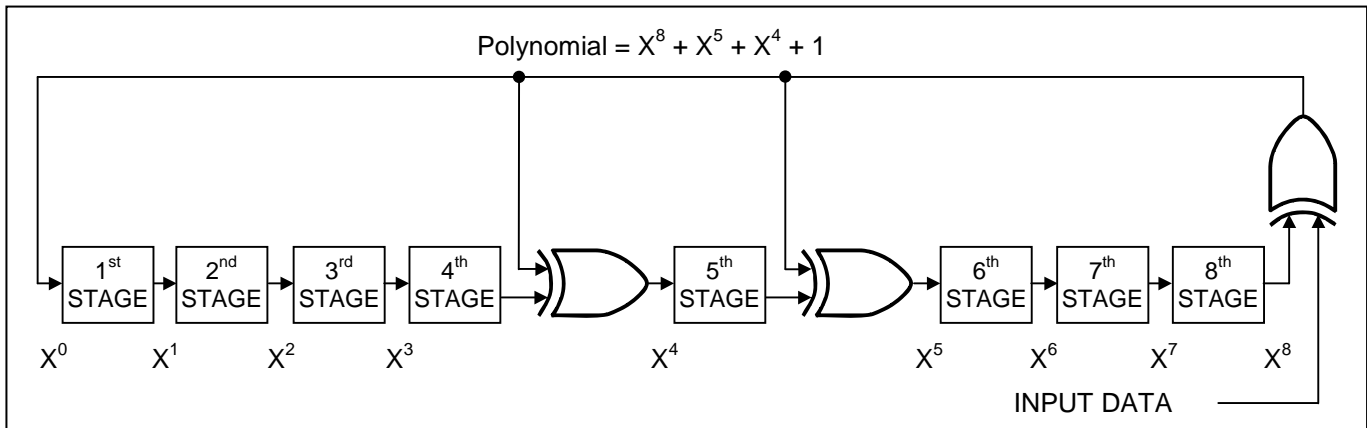 Polynomial = X⁸ + X⁵ + X⁴ + 1
1st STAGE
2nd STAGE
3rd STAGE
4th STAGE
5th STAGE
6th STAGE
7th STAGE
8th STAGE
X⁰ X¹ X² X³ X⁴ X⁵ X⁶ X⁷ X⁸
INPUT DATA